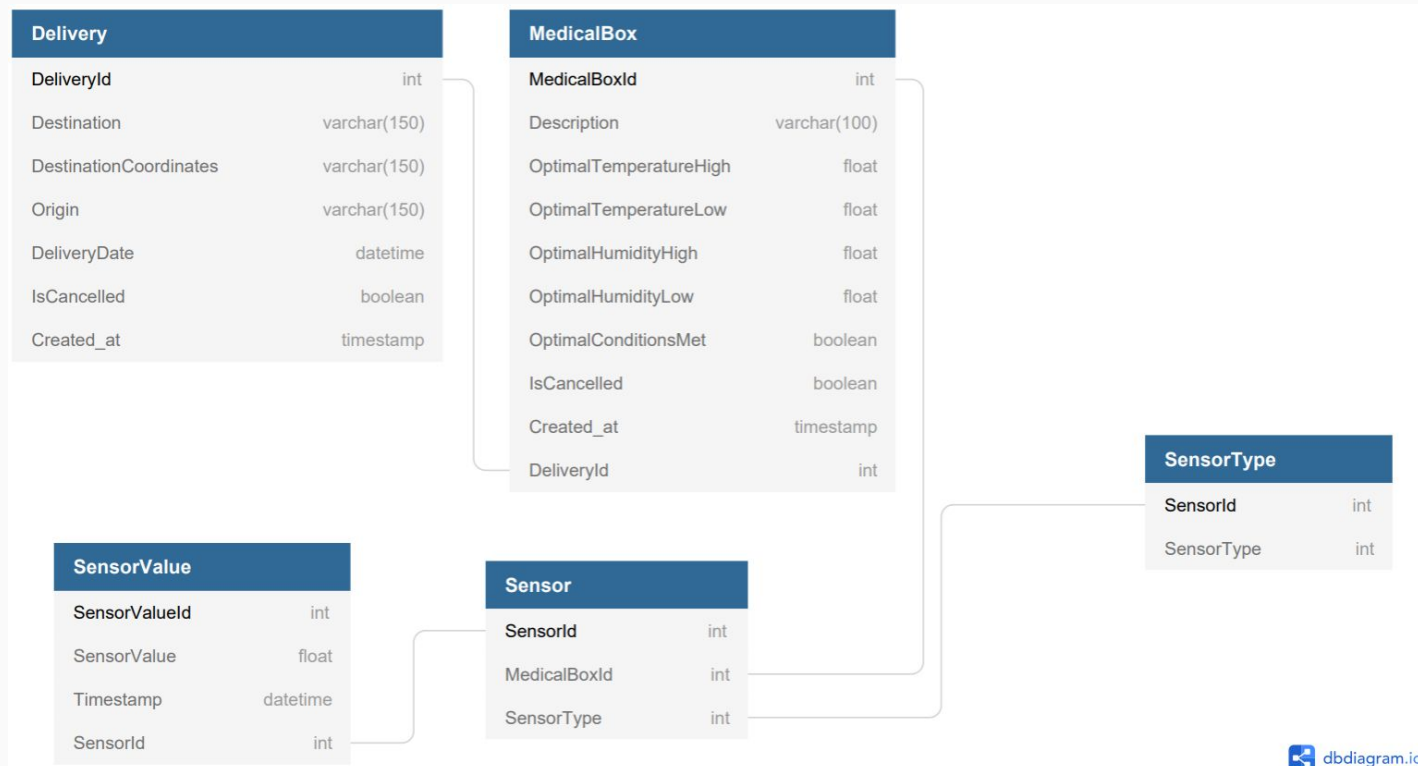 Delivery
DeliveryId int
Destination varchar(150)
DestinationCoordinates varchar(150)
Origin varchar(150)
DeliveryDate datetime
IsCancelled boolean
Created_at timestamp
MedicalBox
MedicalBoxId int
Description varchar(100)
OptimalTemperatureHigh float
OptimalTemperatureLow float
OptimalHumidityHigh float
OptimalHumidityLow float
OptimalConditionsMet boolean
IsCancelled boolean
Created_at timestamp
DeliveryId int
SensorType
SensorId int
SensorType int
SensorValue
SensorValueId int
SensorValue float
Timestamp datetime
SensorId int
Sensor
SensorId int
MedicalBoxId int
SensorType int
dbdiagram.io